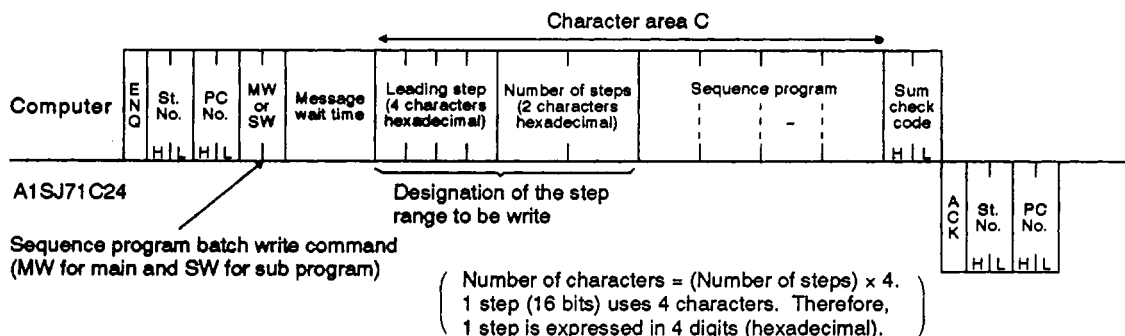 Character area C
Computer
ENQ
St. No.
PC No.
MW or SW
Message wait time
Leading step (4 characters hexadecimal)
Number of steps (2 characters hexadecimal)
Sequence program
Sum check code
H L
H L
H L
A1SJ71C24
Designation of the step
range to be write
ACK
St. No.
PC No.
H L
H L
Sequence program batch write command
(MW for main and SW for sub program)
Number of characters = (Number of steps) × 4.
1 step (16 bits) uses 4 characters. Therefore,
1 step is expressed in 4 digits (hexadecimal).